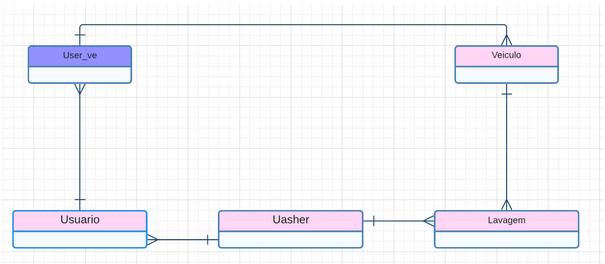 User_ve
Veiculo
Usuario
Uasher
Lavagem